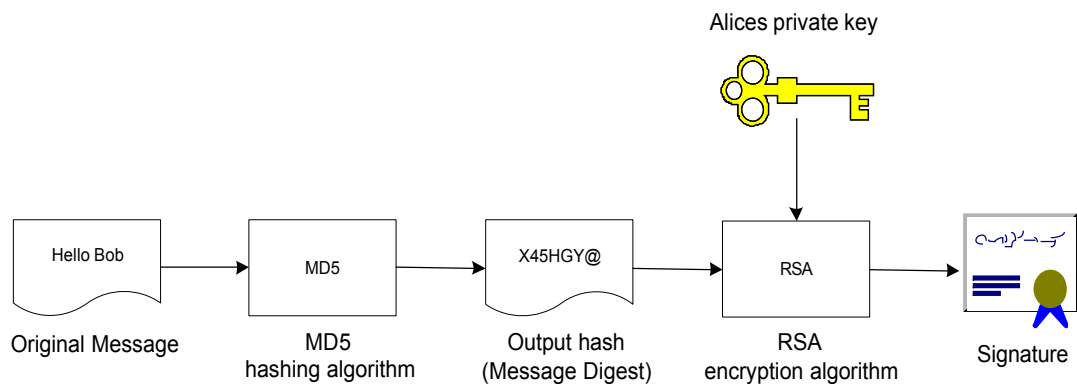 Alices private key
Hello Bob
MD5
X45HGY@
RSA
Original Message
MD5
hashing algorithm
Output hash
(Message Digest)
RSA
encryption algorithm
Signature